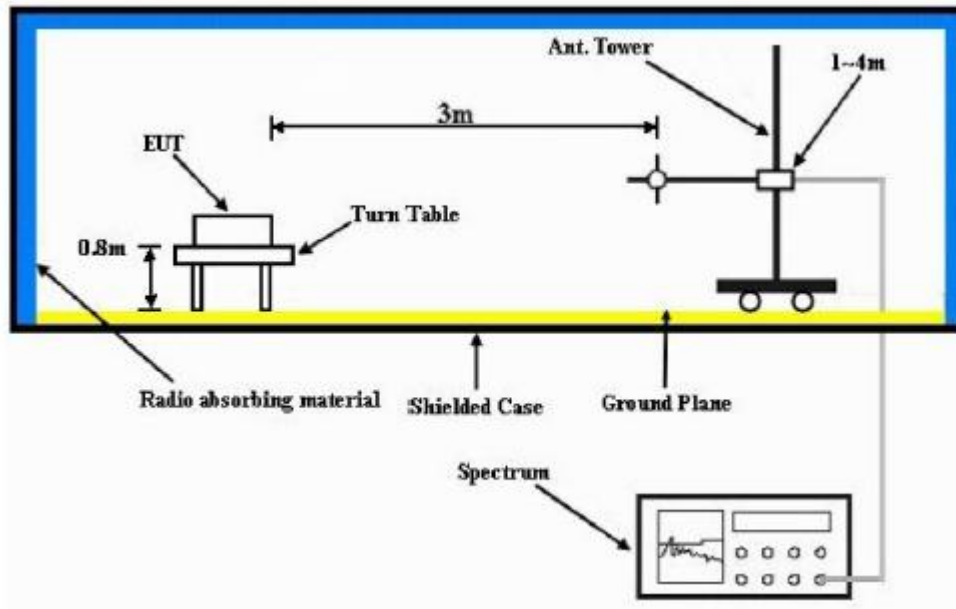 Ant. Tower
1~4m
3m
EUT
Turn Table
0.8m
Radio absorbing material
Shielded Case
Ground Plane
Spectrum